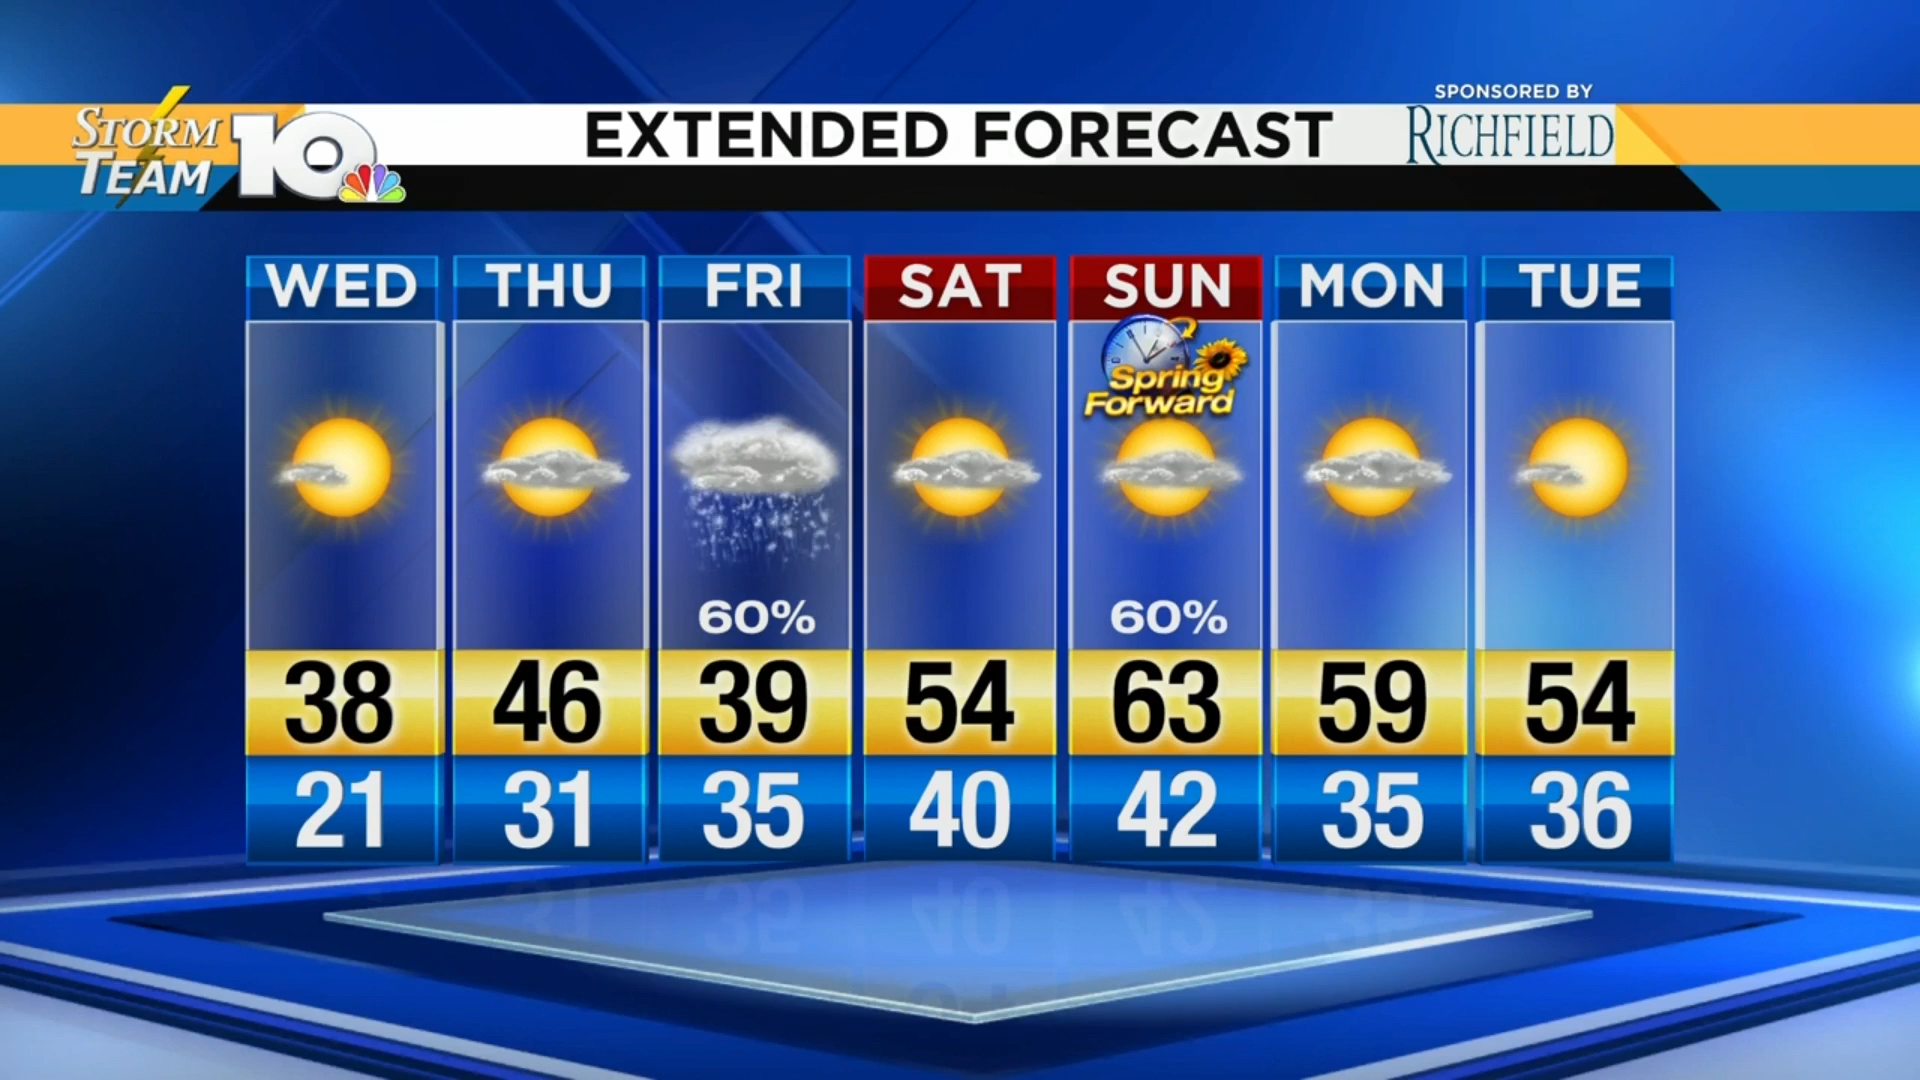 SPONSORED BY
STORM
TEAM
10
EXTENDED FORECAST
RICHFIELD
WED THU FRI SAT SUN MON TUE
Spring
Forward
60% 60%
38 46 39 54 63 59 54
21 31 35 40 42 35 36